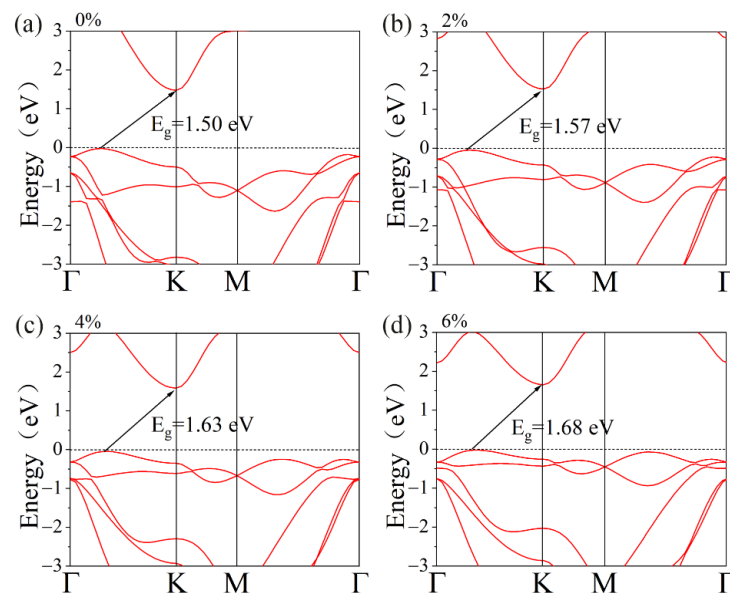 (a) 0%
3
2
1
0
−1
−2
−3
Energy（eV）
E_g=1.50 eV
Γ K M Γ
(b) 2%
3
2
1
0
−1
−2
−3
Energy（eV）
E_g=1.57 eV
Γ K M Γ
(c) 4%
3
2
1
0
−1
−2
−3
Energy（eV）
E_g=1.63 eV
Γ K M Γ
(d) 6%
3
2
1
0
−1
−2
−3
Energy（eV）
E_g=1.68 eV
Γ K M Γ